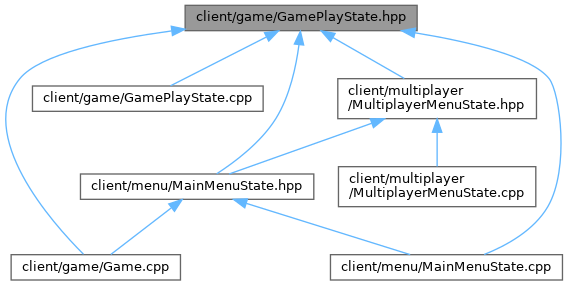 client/game/GamePlayState.hpp
client/game/GamePlayState.cpp
client/multiplayer
/MultiplayerMenuState.hpp
client/menu/MainMenuState.hpp
client/multiplayer
/MultiplayerMenuState.cpp
client/game/Game.cpp
client/menu/MainMenuState.cpp